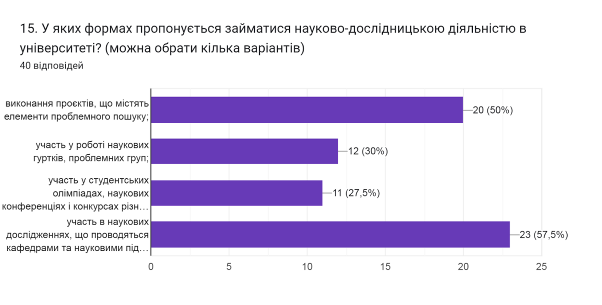 15. У яких формах пропонується займатися науково-дослідницькою діяльністю в
університеті? (можна обрати кілька варіантів)
40 відповідей
виконання проєктів, що містять
елементи проблемного пошуку;
20 (50%)
участь у роботі наукових
гуртків, проблемних груп;
12 (30%)
участь у студентських
олімпіадах, наукових
конференціях і конкурсах різн…
11 (27,5%)
участь в наукових
дослідженнях, що проводяться
кафедрами та науковими під…
23 (57,5%)
0 5 10 15 20 25